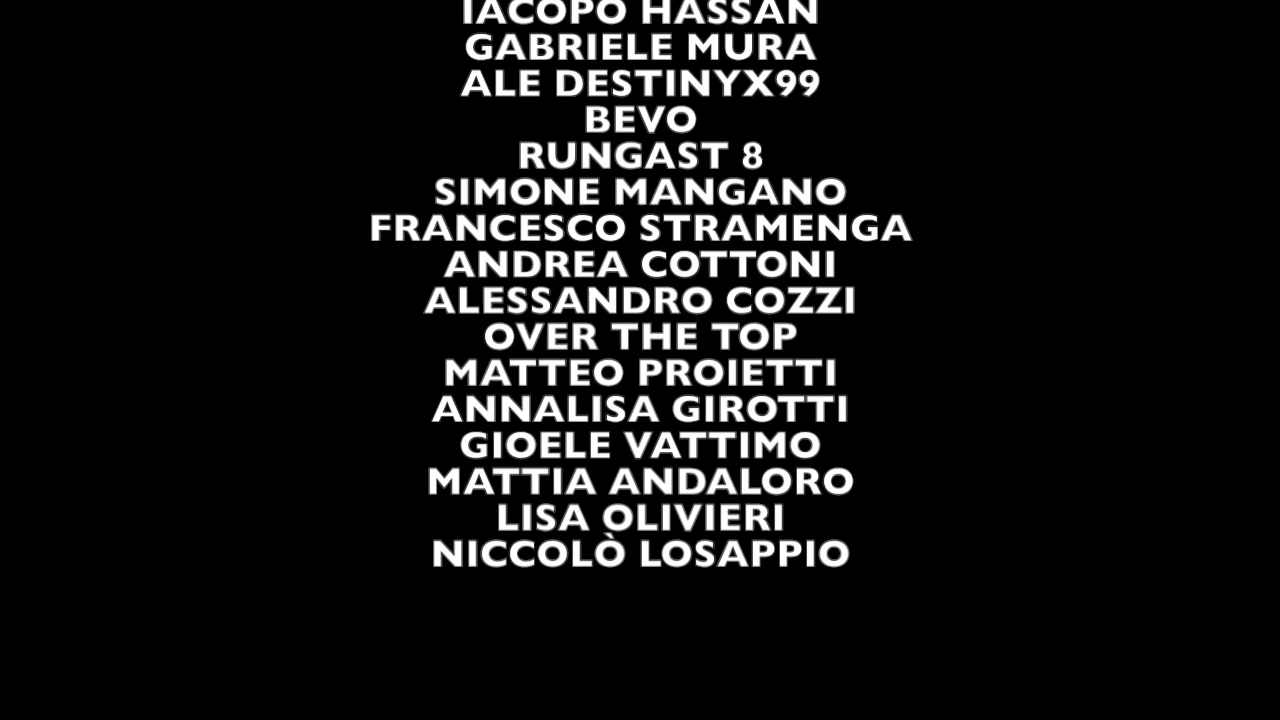 IACOPO HASSAN
GABRIELE MURA
ALE DESTINYX99
BEVO
RUNGAST 8
SIMONE MANGANO
FRANCESCO STRAMENGA
ANDREA COTTONI
ALESSANDRO COZZI
OVER THE TOP
MATTEO PROIETTI
ANNALISA GIROTTI
GIOELE VATTIMO
MATTIA ANDALORO
LISA OLIVIERI
NICCOLÒ LOSAPPIO